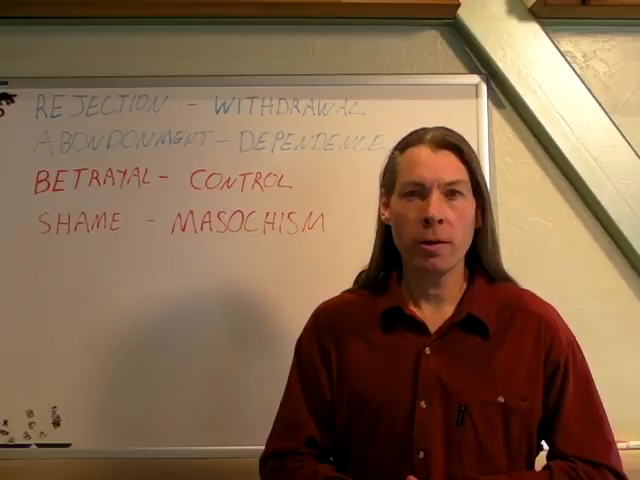 REJECTION - WITHDRAWAL
ABONDONMENT - DEPENDENCE
BETRAYAL - CONTROL
SHAME - MASOCHISM